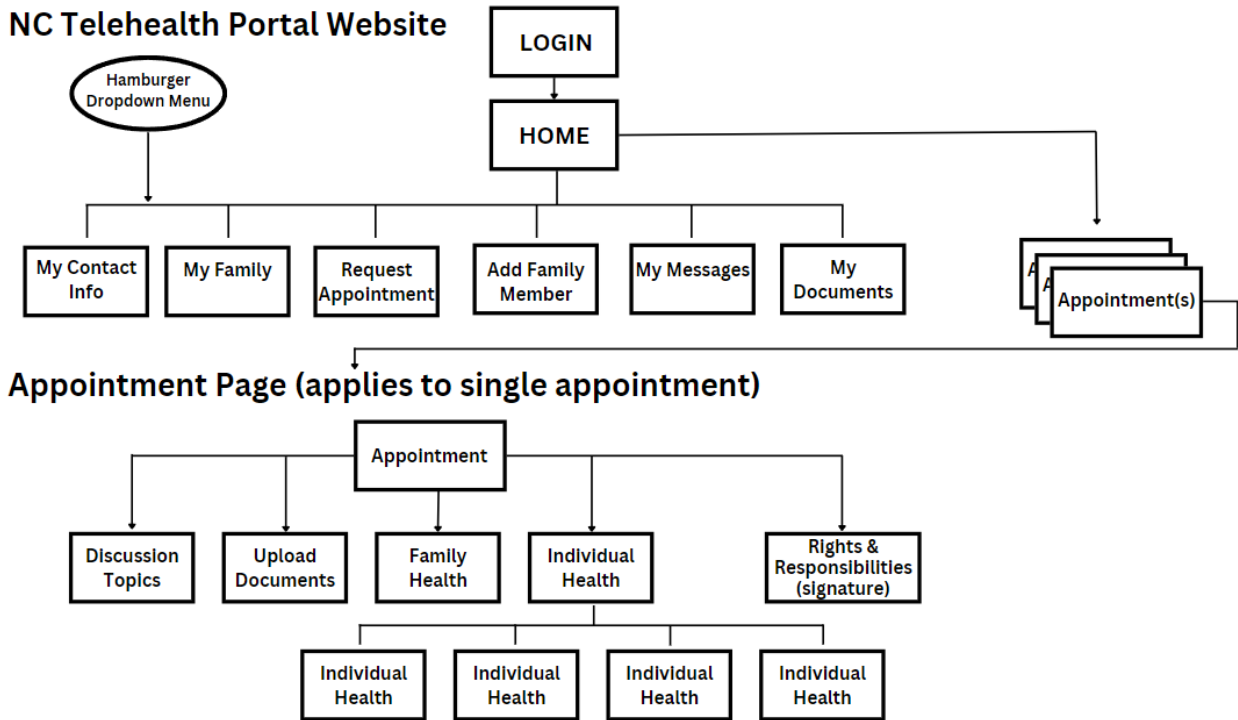 NC Telehealth Portal Website
LOGIN
Hamburger
Dropdown Menu
HOME
My Contact
Info
My Family
Request
Appointment
Add Family
Member
My Messages
My
Documents
A
A
Appointment(s)
Appointment Page (applies to single appointment)
Appointment
Discussion
Topics
Upload
Documents
Family
Health
Individual
Health
Rights &
Responsibilities
(signature)
Individual
Health
Individual
Health
Individual
Health
Individual
Health